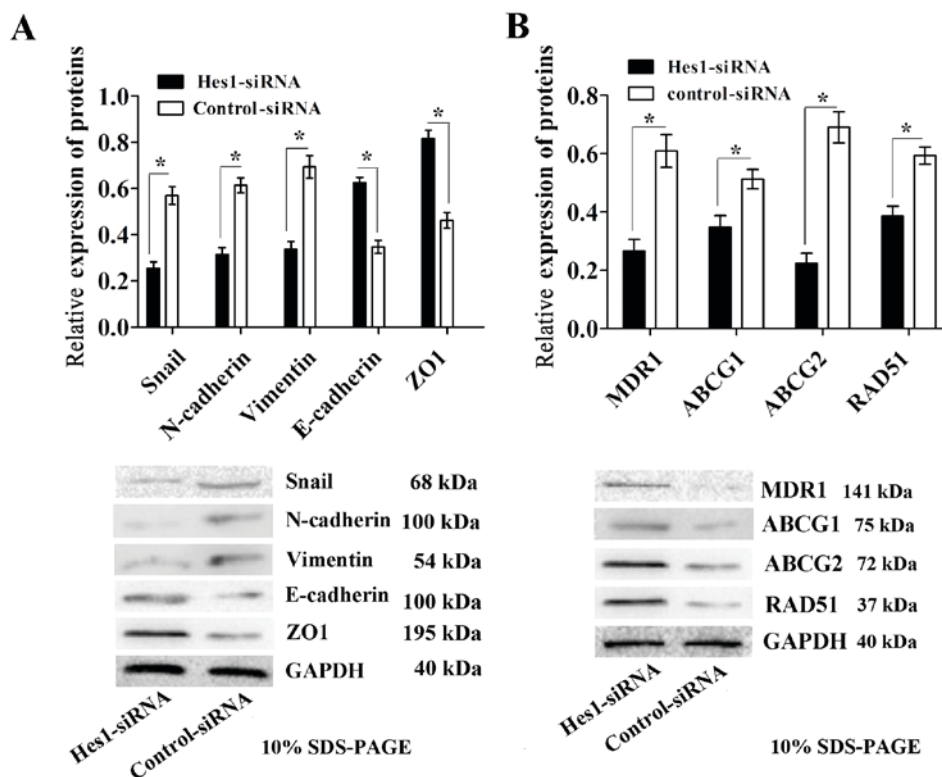 A
Hes1-siRNA
Control-siRNA
Relative expression of proteins
1.0
0.8
0.6
0.4
0.2
0.0
*
*
*
*
*
Snail
N-cadherin
Vimentin
E-cadherin
ZO1
Snail 68 kDa
N-cadherin 100 kDa
Vimentin 54 kDa
E-cadherin 100 kDa
ZO1 195 kDa
GAPDH 40 kDa
Hes1-siRNA
Control-siRNA
10% SDS-PAGE
B
Hes1-siRNA
control-siRNA
Relative expression of proteins
0.8
0.6
0.4
0.2
0.0
*
*
*
*
MDR1
ABCG1
ABCG2
RAD51
MDR1 141 kDa
ABCG1 75 kDa
ABCG2 72 kDa
RAD51 37 kDa
GAPDH 40 kDa
Hes1-siRNA
Control-siRNA
10% SDS-PAGE